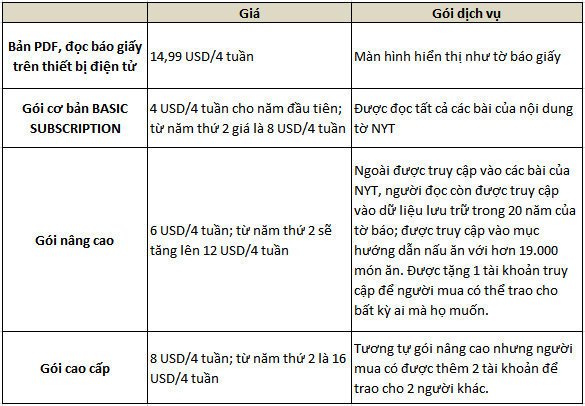 Giá
Gói dịch vụ
Bản PDF, đọc báo giấy
trên thiết bị điện tử
14,99 USD/4 tuần
Màn hình hiển thị như tờ báo giấy
Gói cơ bản BASIC
SUBSCRIPTION
4 USD/4 tuần cho năm đầu tiên;
từ năm thứ 2 giá là 8 USD/4 tuần
Được đọc tất cả các bài của nội dung
tờ NYT
Gói nâng cao
6 USD/4 tuần; từ năm thứ 2 sẽ
tăng lên 12 USD/4 tuần
Ngoài được truy cập vào các bài của
NYT, người đọc còn được truy cập
vào dữ liệu lưu trữ trong 20 năm của
tờ báo; được truy cập vào mục
hướng dẫn nấu ăn với hơn 19.000
món ăn. Được tặng 1 tài khoản truy
cập để người mua có thể trao cho
bất kỳ ai mà họ muốn.
Gói cao cấp
8 USD/4 tuần; từ năm thứ 2 là 16
USD/4 tuần
Tương tự gói nâng cao nhưng người
mua có được thêm 2 tài khoản để
trao cho 2 người khác.